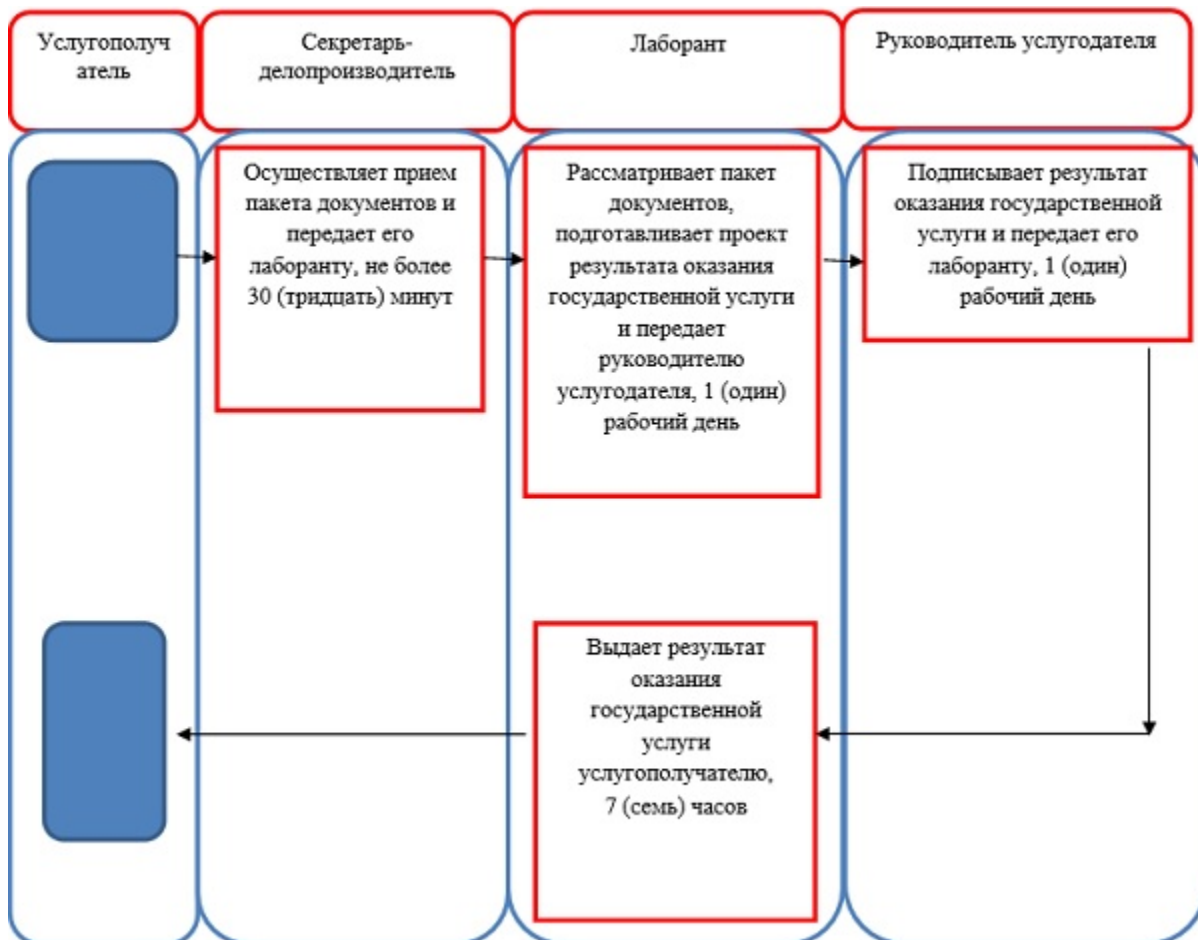 Услугополуч
атель
Секретарь-
делопроизводитель
Лаборант
Руководитель услугодателя
Осуществляет прием
пакета документов и
передает его
лаборанту, не более
30 (тридцать) минут
Рассматривает пакет
документов,
подготавливает проект
результата оказания
государственной услуги
и передает
руководителю
услугодателя, 1 (один)
рабочий день
Подписывает результат
оказания государственной
услуги и передает его
лаборанту, 1 (один)
рабочий день
Выдает результат
оказания
государственной
услуги
услугополучателю,
7 (семь) часов